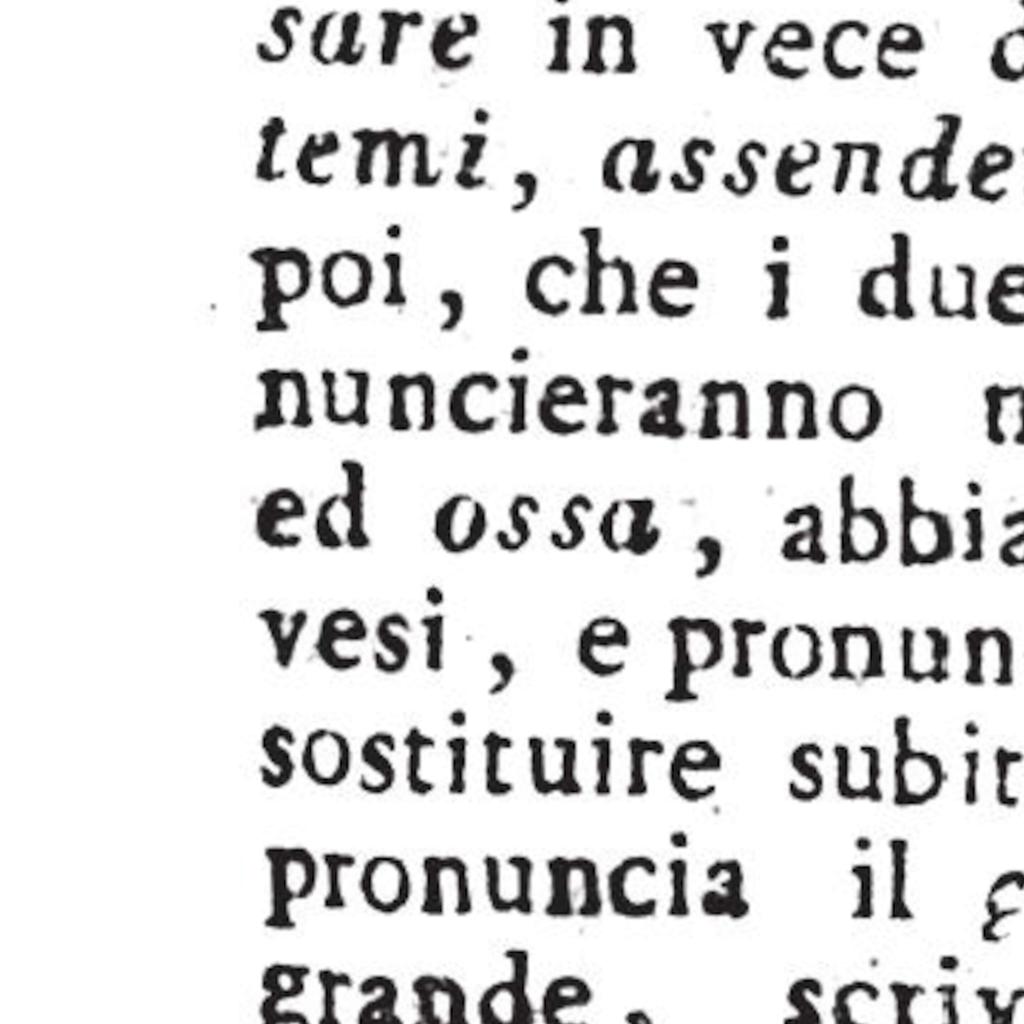 sare in vece
temi, assende
poi, che i due
nuncieranno
ed ossa, abbia
vesi, e pronun
sostituire subit
pronuncia il
grande, scriv